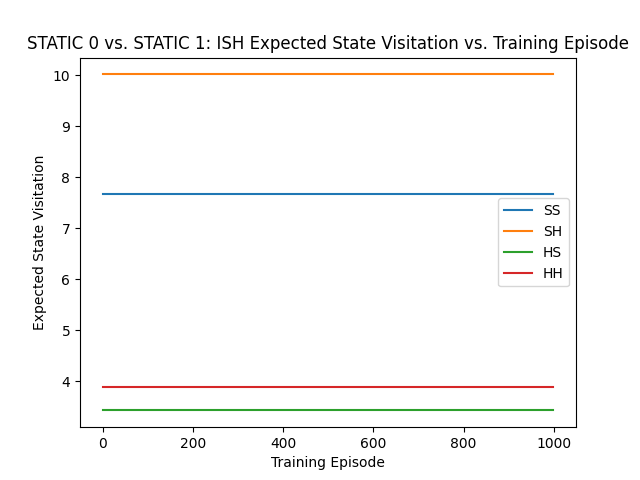 STATIC 0 vs. STATIC 1: ISH Expected State Visitation vs. Training Episode
Expected State Visitation
10
9
8
7
6
5
4
SS
SH
HS
HH
0 200 400 600 800 1000
Training Episode